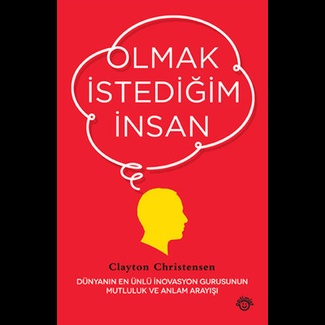 OLMAK
İSTEDİĞİM
İNSAN
Clayton Christensen
DÜNYANIN EN ÜNLÜ İNOVASYON GURUSUNUN
MUTLULUK VE ANLAM ARAYIŞI